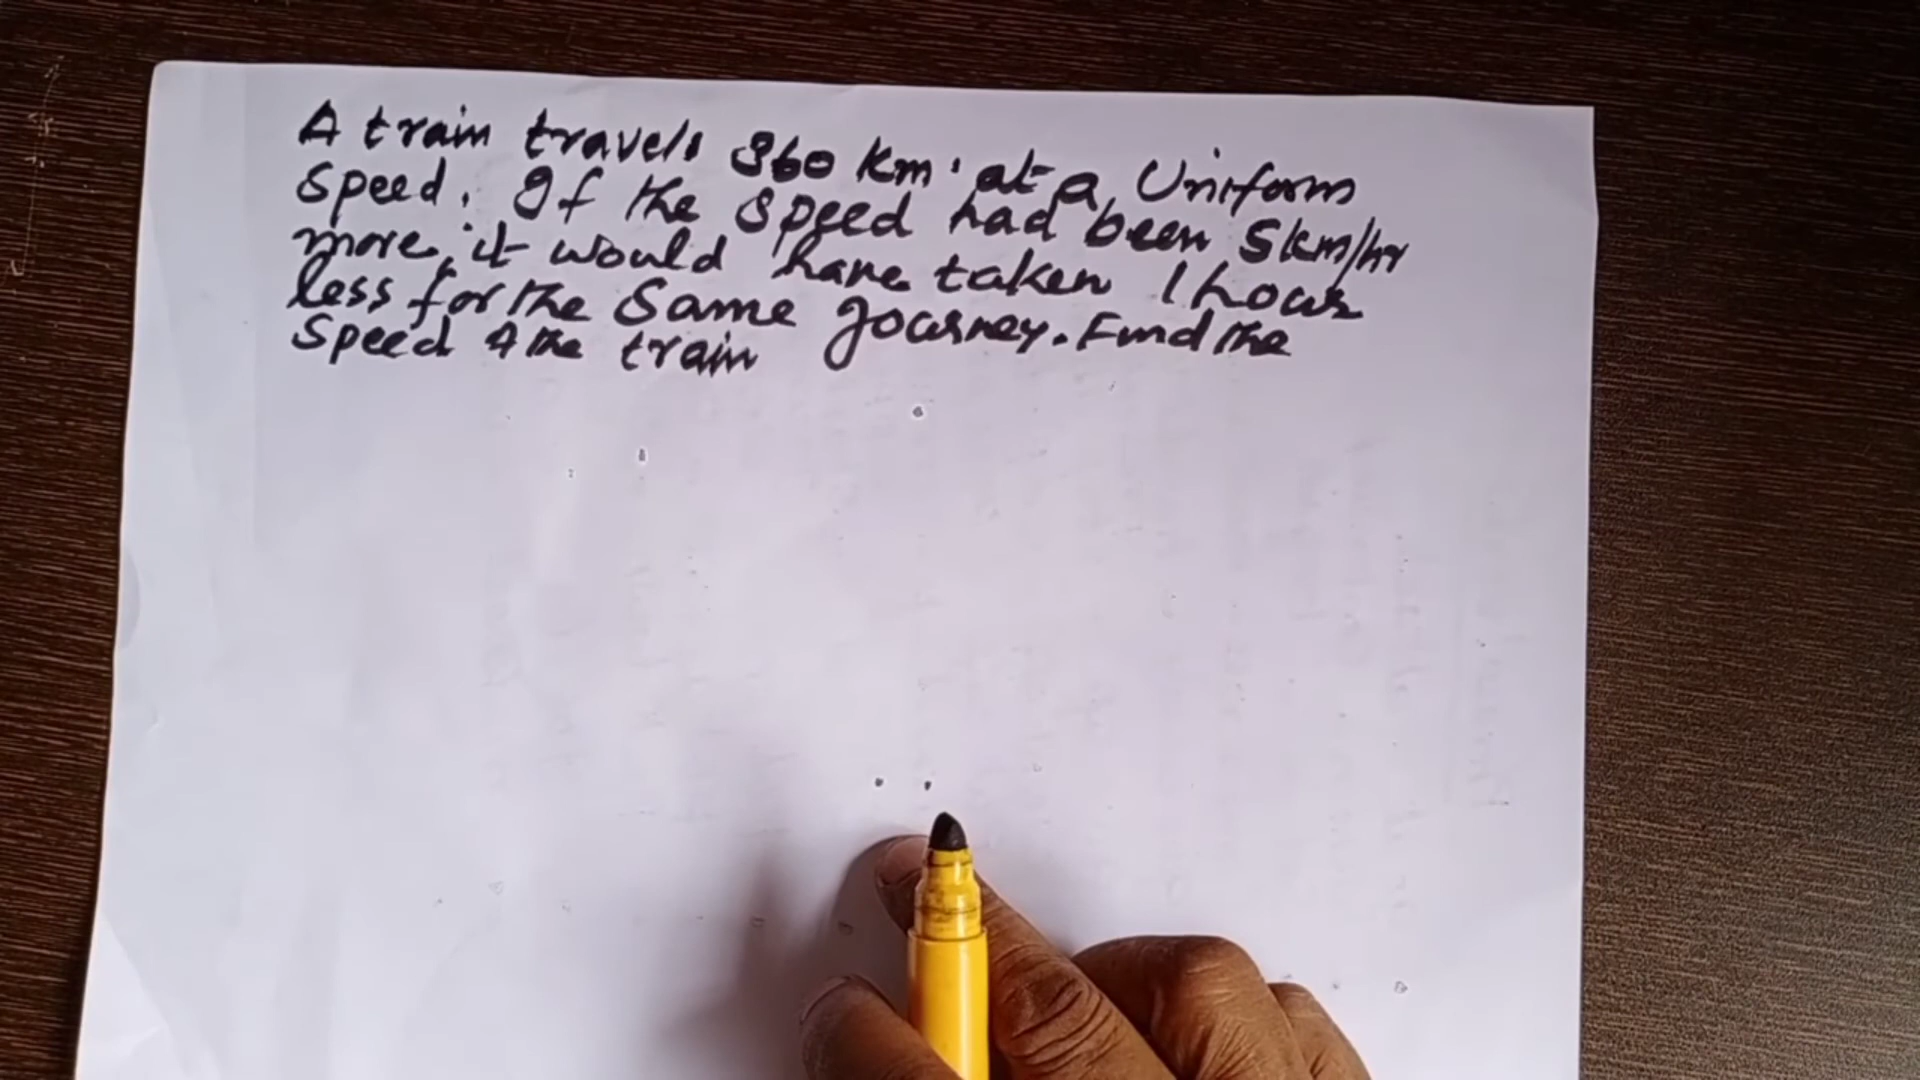 A train travels 360 km. at a Uniform
speed. If the speed had been 5km/hr
more, it would have taken 1 hour
less for the same journey. Find the
speed of the train